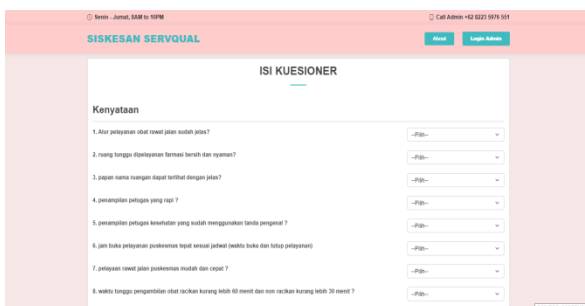 Senin - Jumat, 8AM to 10PM
Call Admin +62 8223 5976 551
SISKESAN SERVQUAL
About
Login Admin
ISI KUESIONER
Kenyataan
1. Alur pelayanan obat rawat jalan sudah jelas?
--Pilih--
2. ruang tunggu dipelayanan farmasi bersih dan nyaman?
--Pilih--
3. papan nama ruangan dapat terlihat dengan jelas?
--Pilih--
4. penampilan petugas yang rapi ?
--Pilih--
5. penampilan petugas kesehatan yang sudah menggunakan tanda pengenal ?
--Pilih--
6. jam buka pelayanan puskesmas tepat sesuai jadwal (waktu buka dan tutup pelayanan)
--Pilih--
7. pelayaan rawat jalan puskesmas mudah dan cepat ?
--Pilih--
8. waktu tunggu pengambilan obat racikan kurang lebih 60 menit dan non racikan kurang lebih 30 menit ?
--Pilih--